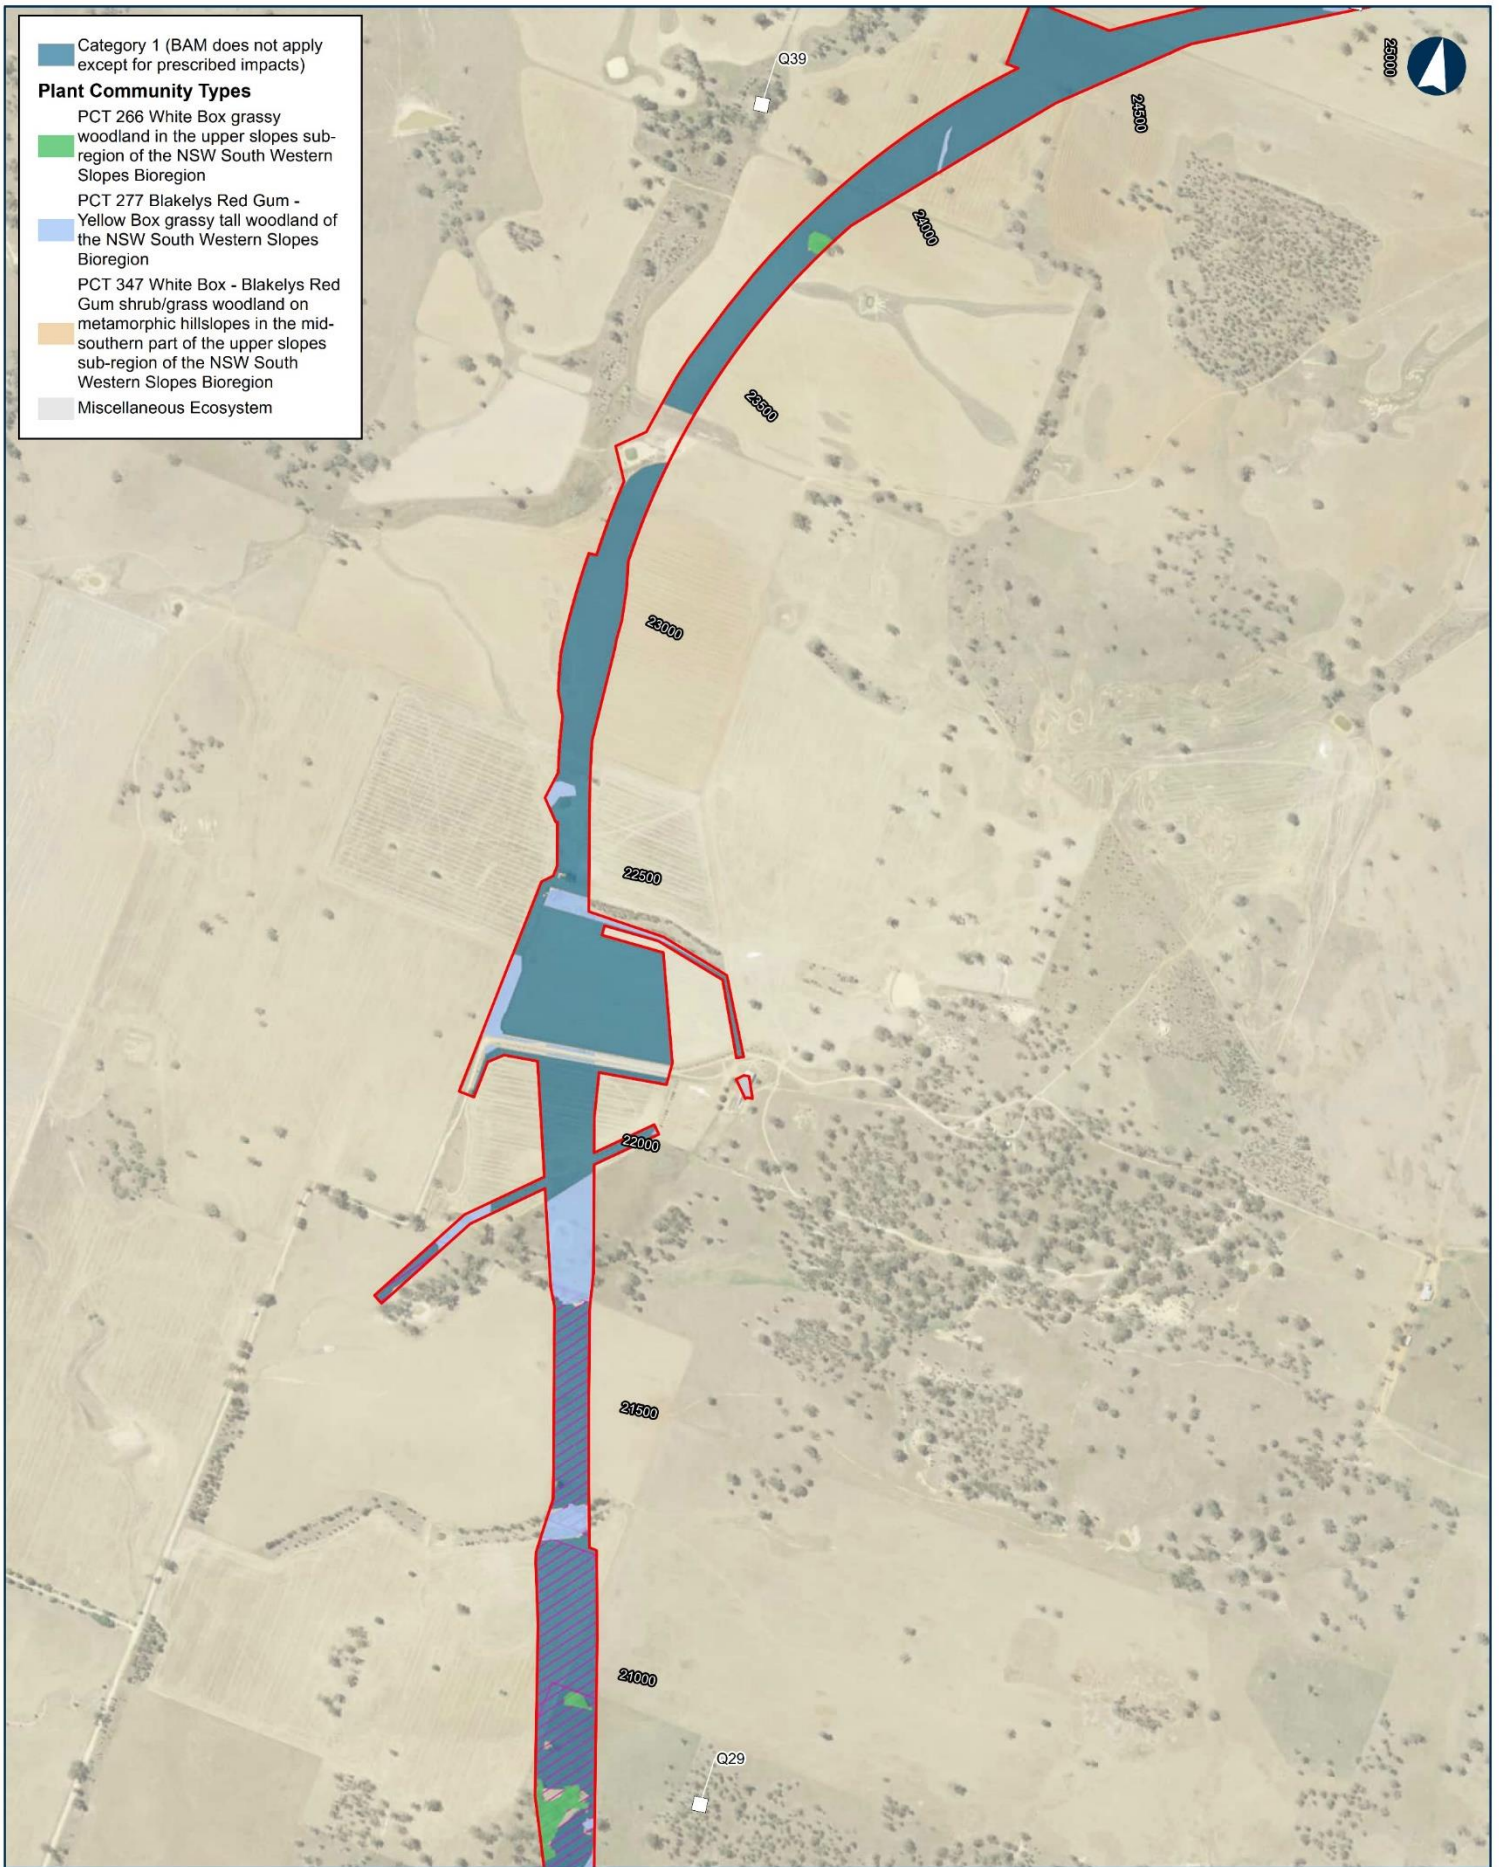 Category 1 (BAM does not apply
except for prescribed impacts)
Plant Community Types
PCT 266 White Box grassy
woodland in the upper slopes sub-
region of the NSW South Western
Slopes Bioregion
PCT 277 Blakelys Red Gum -
Yellow Box grassy tall woodland of
the NSW South Western Slopes
Bioregion
PCT 347 White Box - Blakelys Red
Gum shrub/grass woodland on
metamorphic hillslopes in the mid-
southern part of the upper slopes
sub-region of the NSW South
Western Slopes Bioregion
Miscellaneous Ecosystem
Q39
25000
24500
24000
23500
23000
22500
22000
21500
21000
Q29